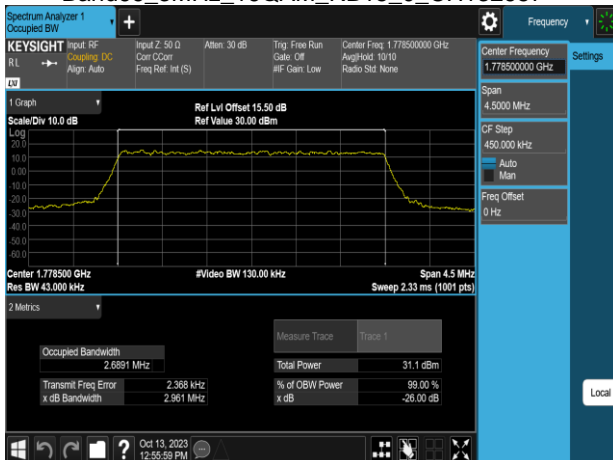 Spectrum Analyzer 1
Occupied BW
Frequency
KEYSIGHT
R L
LXI
Input: RF
Coupling: DC
Align: Auto
Input Z: 50 Ω
Corr CCorr
Freq Ref: Int (S)
Atten: 30 dB
Trig: Free Run
Gate: Off
#IF Gain: Low
Center Freq: 1.778500000 GHz
Avg|Hold: 10/10
Radio Std: None
Center Frequency
1.778500000 GHz
Settings
Span
4.5000 MHz
CF Step
450.000 kHz
Auto
Man
Freq Offset
0 Hz
Local
1 Graph
Scale/Div 10.0 dB
Ref Lvl Offset 15.50 dB
Ref Value 30.00 dBm
Log
20.0
10.0
0.00
-10.0
-20.0
-30.0
-40.0
-50.0
-60.0
Center 1.778500 GHz
#Video BW 130.00 kHz
Span 4.5 MHz
Res BW 43.000 kHz
Sweep 2.33 ms (1001 pts)
2 Metrics
Measure Trace
Trace 1
Occupied Bandwidth
2.6891 MHz
Total Power
31.1 dBm
Transmit Freq Error
2.368 kHz
% of OBW Power
99.00 %
x dB Bandwidth
2.961 MHz
x dB
-26.00 dB
?
Oct 13, 2023
12:55:59 PM